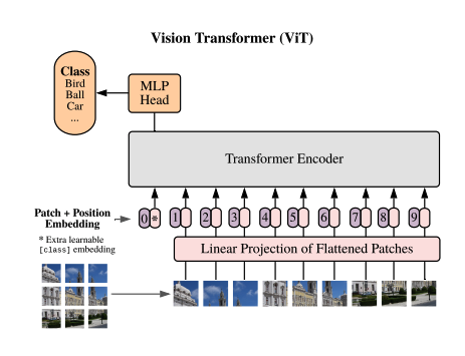 Vision Transformer (ViT)
Class
Bird
Ball
Car
...
MLP
Head
Transformer Encoder
Patch + Position
Embedding
* Extra learnable
[class] embedding
0 * 1 2 3 4 5 6 7 8 9
Linear Projection of Flattened Patches